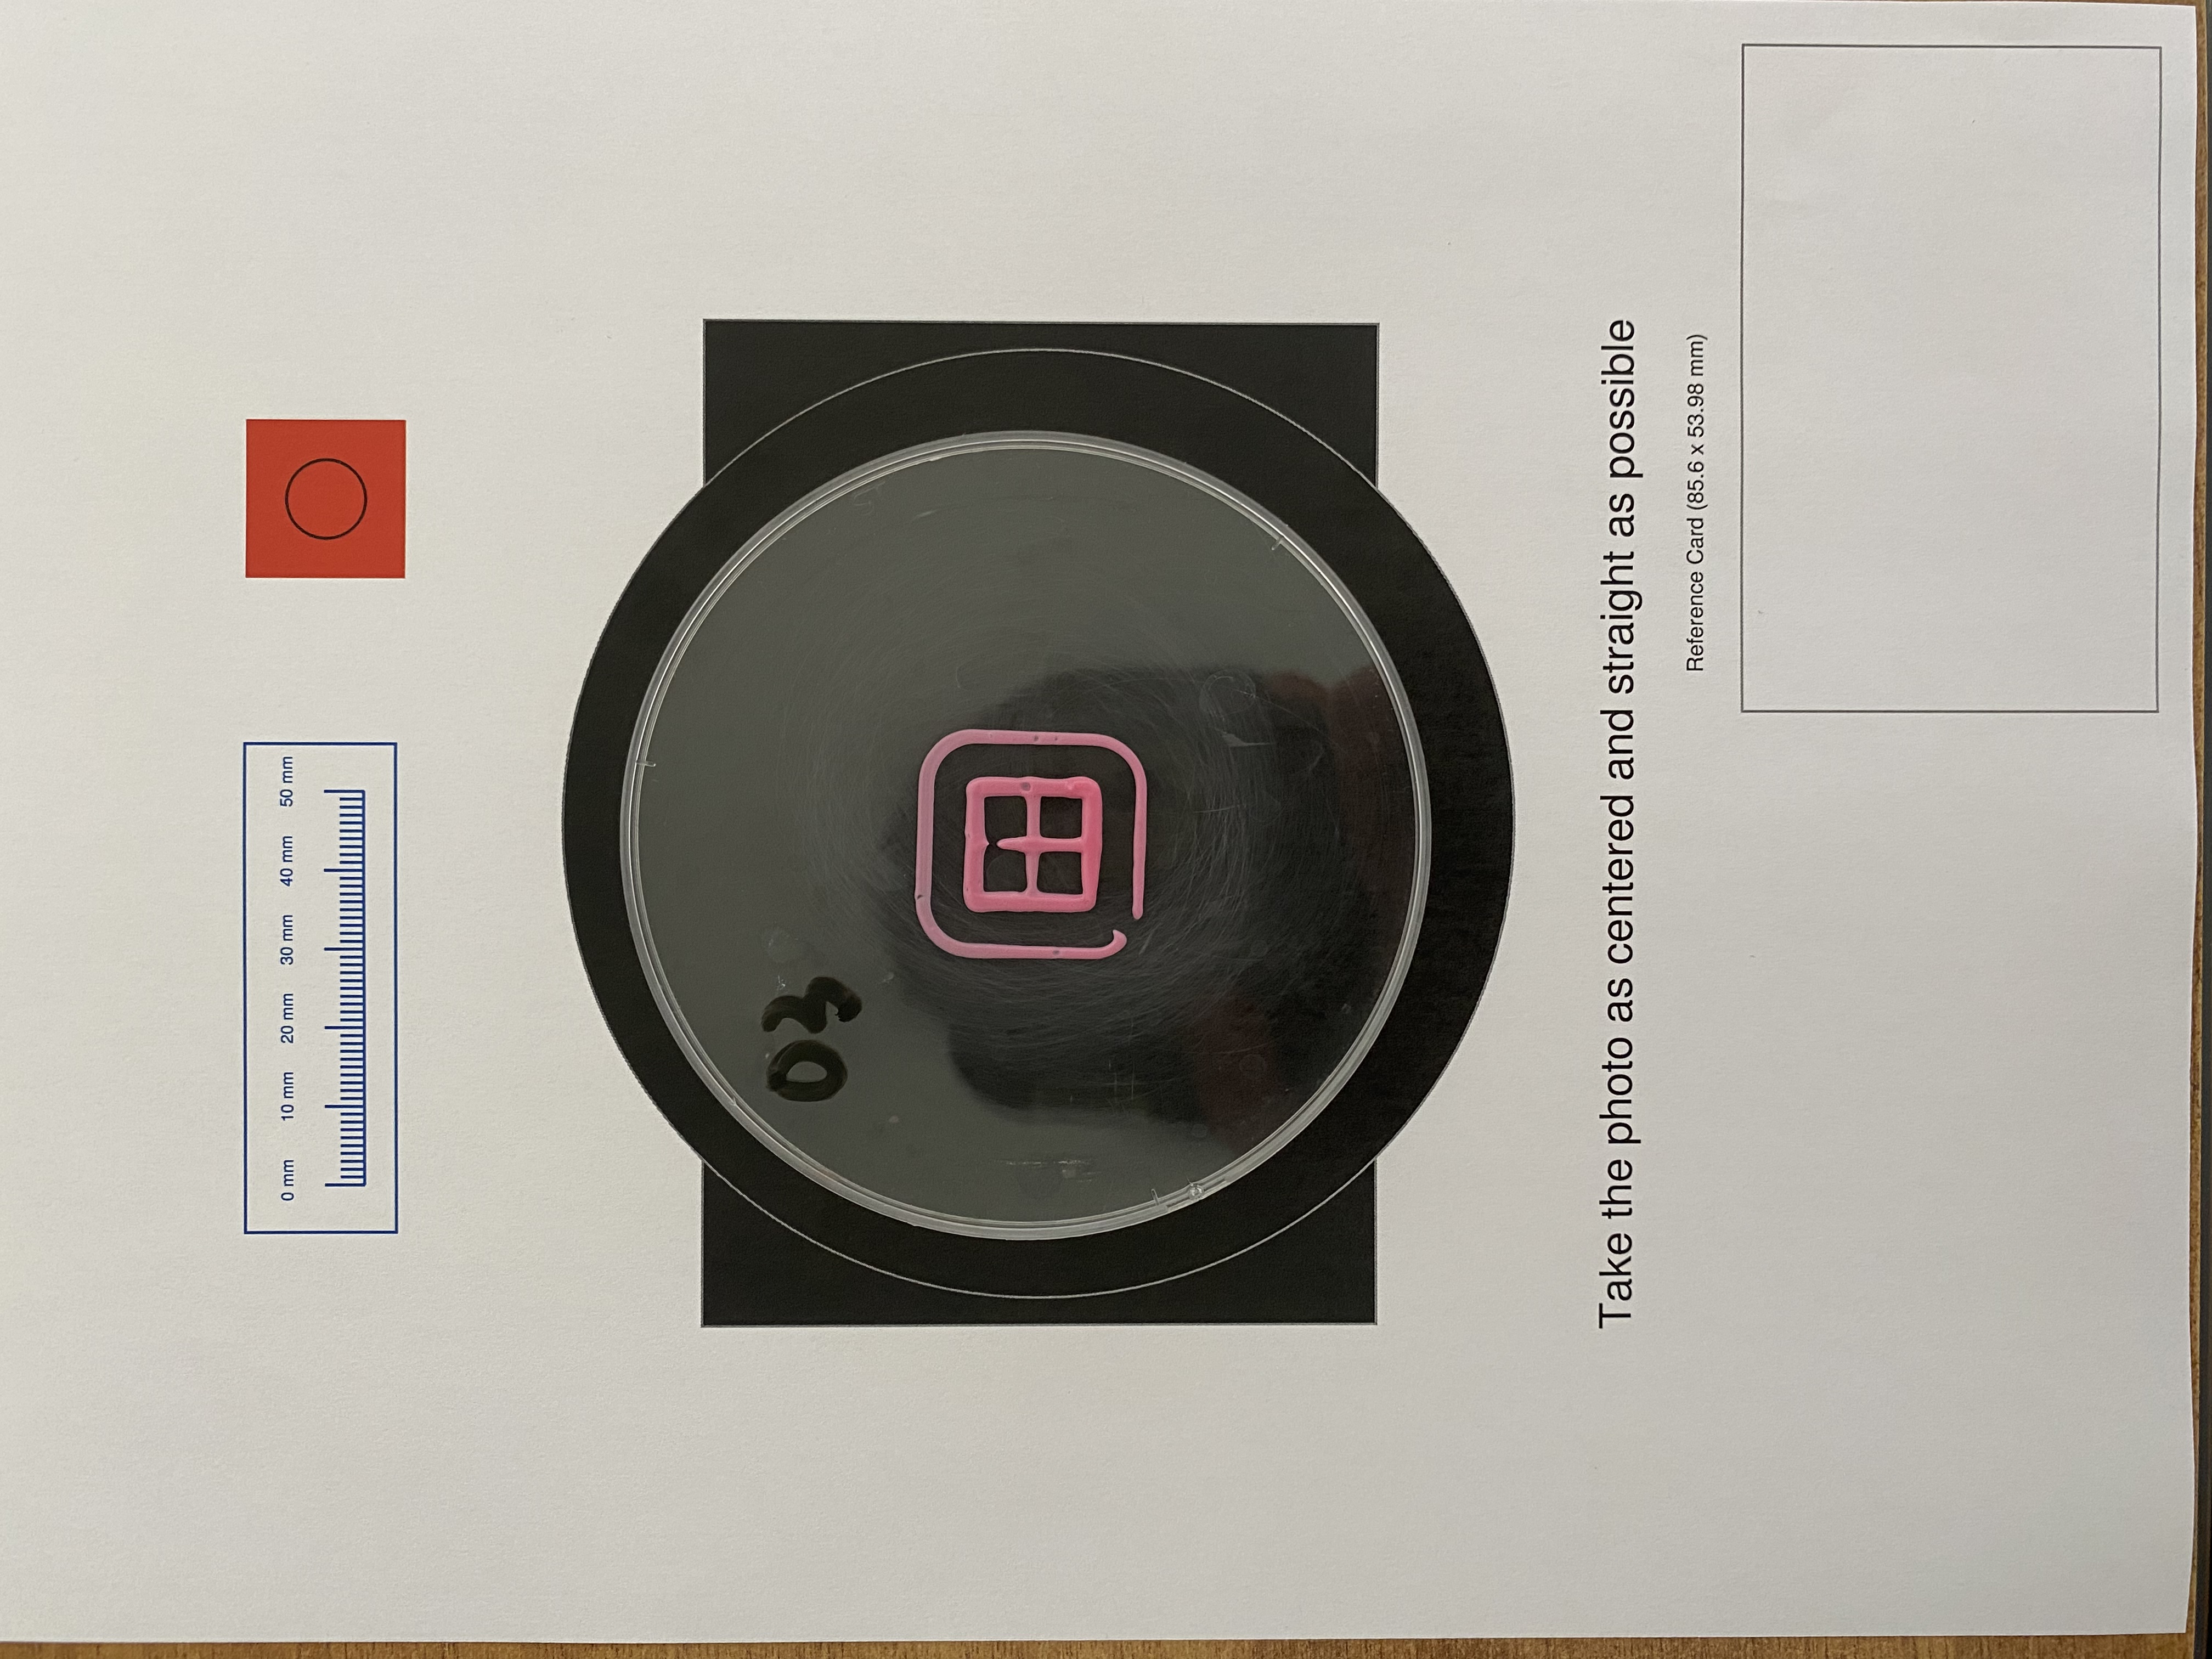 0 mm 10 mm 20 mm 30 mm 40 mm 50 mm
03
Take the photo as centered and straight as possible
Reference Card (85.6 x 53.98 mm)